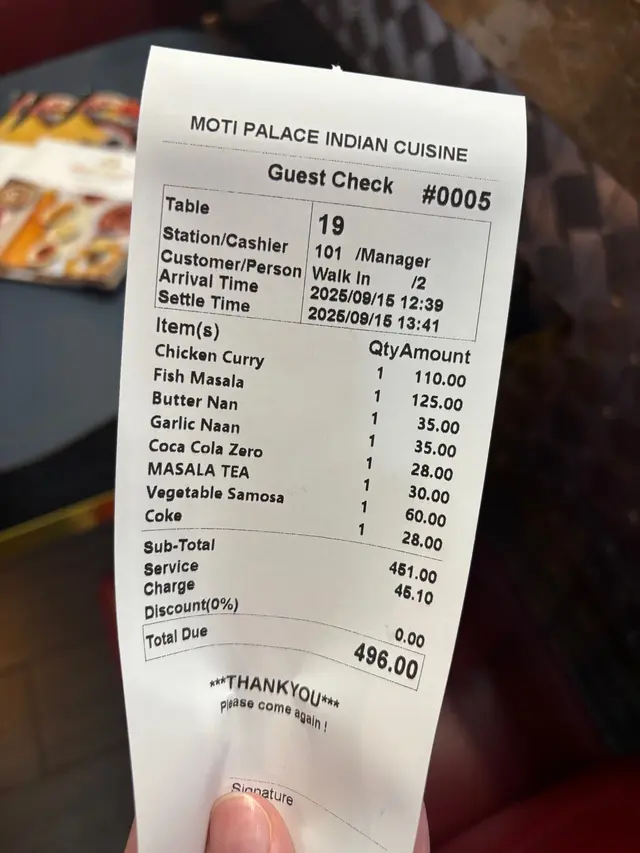 MOTI PALACE INDIAN CUISINE
Guest Check #0005
Table 19
Station/Cashier 101 /Manager
Customer/Person Walk In /2
Arrival Time 2025/09/15 12:39
Settle Time 2025/09/15 13:41
Item(s) Qty Amount
Chicken Curry 1 110.00
Fish Masala 1 125.00
Butter Nan 1 35.00
Garlic Naan 1 35.00
Coca Cola Zero 1 28.00
MASALA TEA 1 30.00
Vegetable Samosa 1 60.00
Coke 1 28.00
Sub-Total 451.00
Service
Charge 45.10
Discount(0%) 0.00
Total Due 496.00
***THANKYOU***
Please come again !
Signature